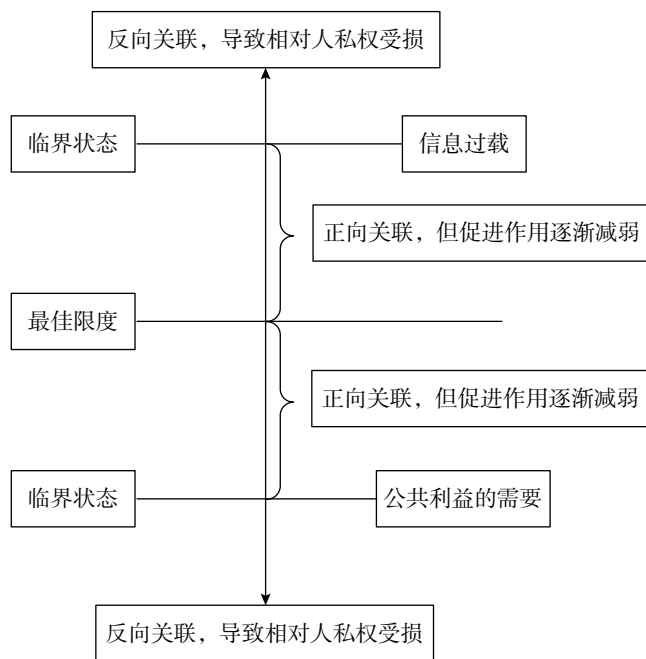 反向关联，导致相对人私权受损
临界状态
信息过载
正向关联，但促进作用逐渐减弱
最佳限度
正向关联，但促进作用逐渐减弱
临界状态
公共利益的需要
反向关联，导致相对人私权受损